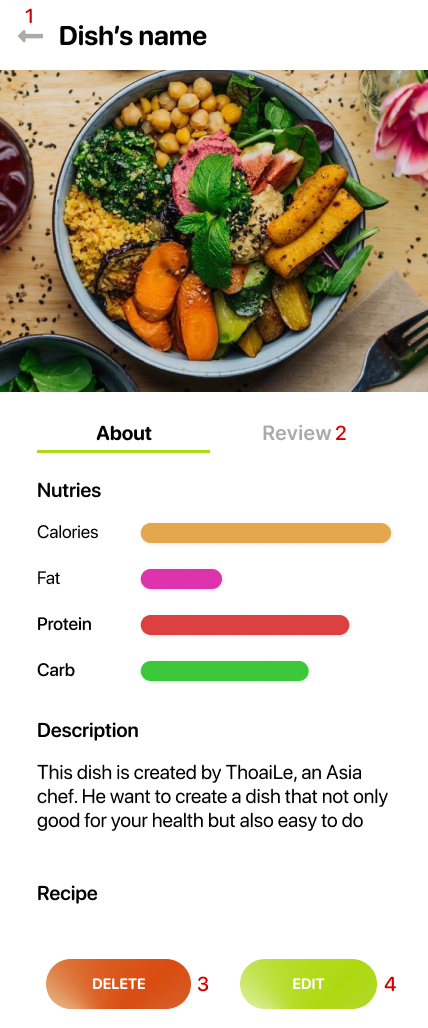 1
Dish's name
About
Review 2
Nutries
Calories
Fat
Protein
Carb
Description
This dish is created by ThoaiLe, an Asia
chef. He want to create a dish that not only
good for your health but also easy to do
Recipe
DELETE 3
EDIT 4